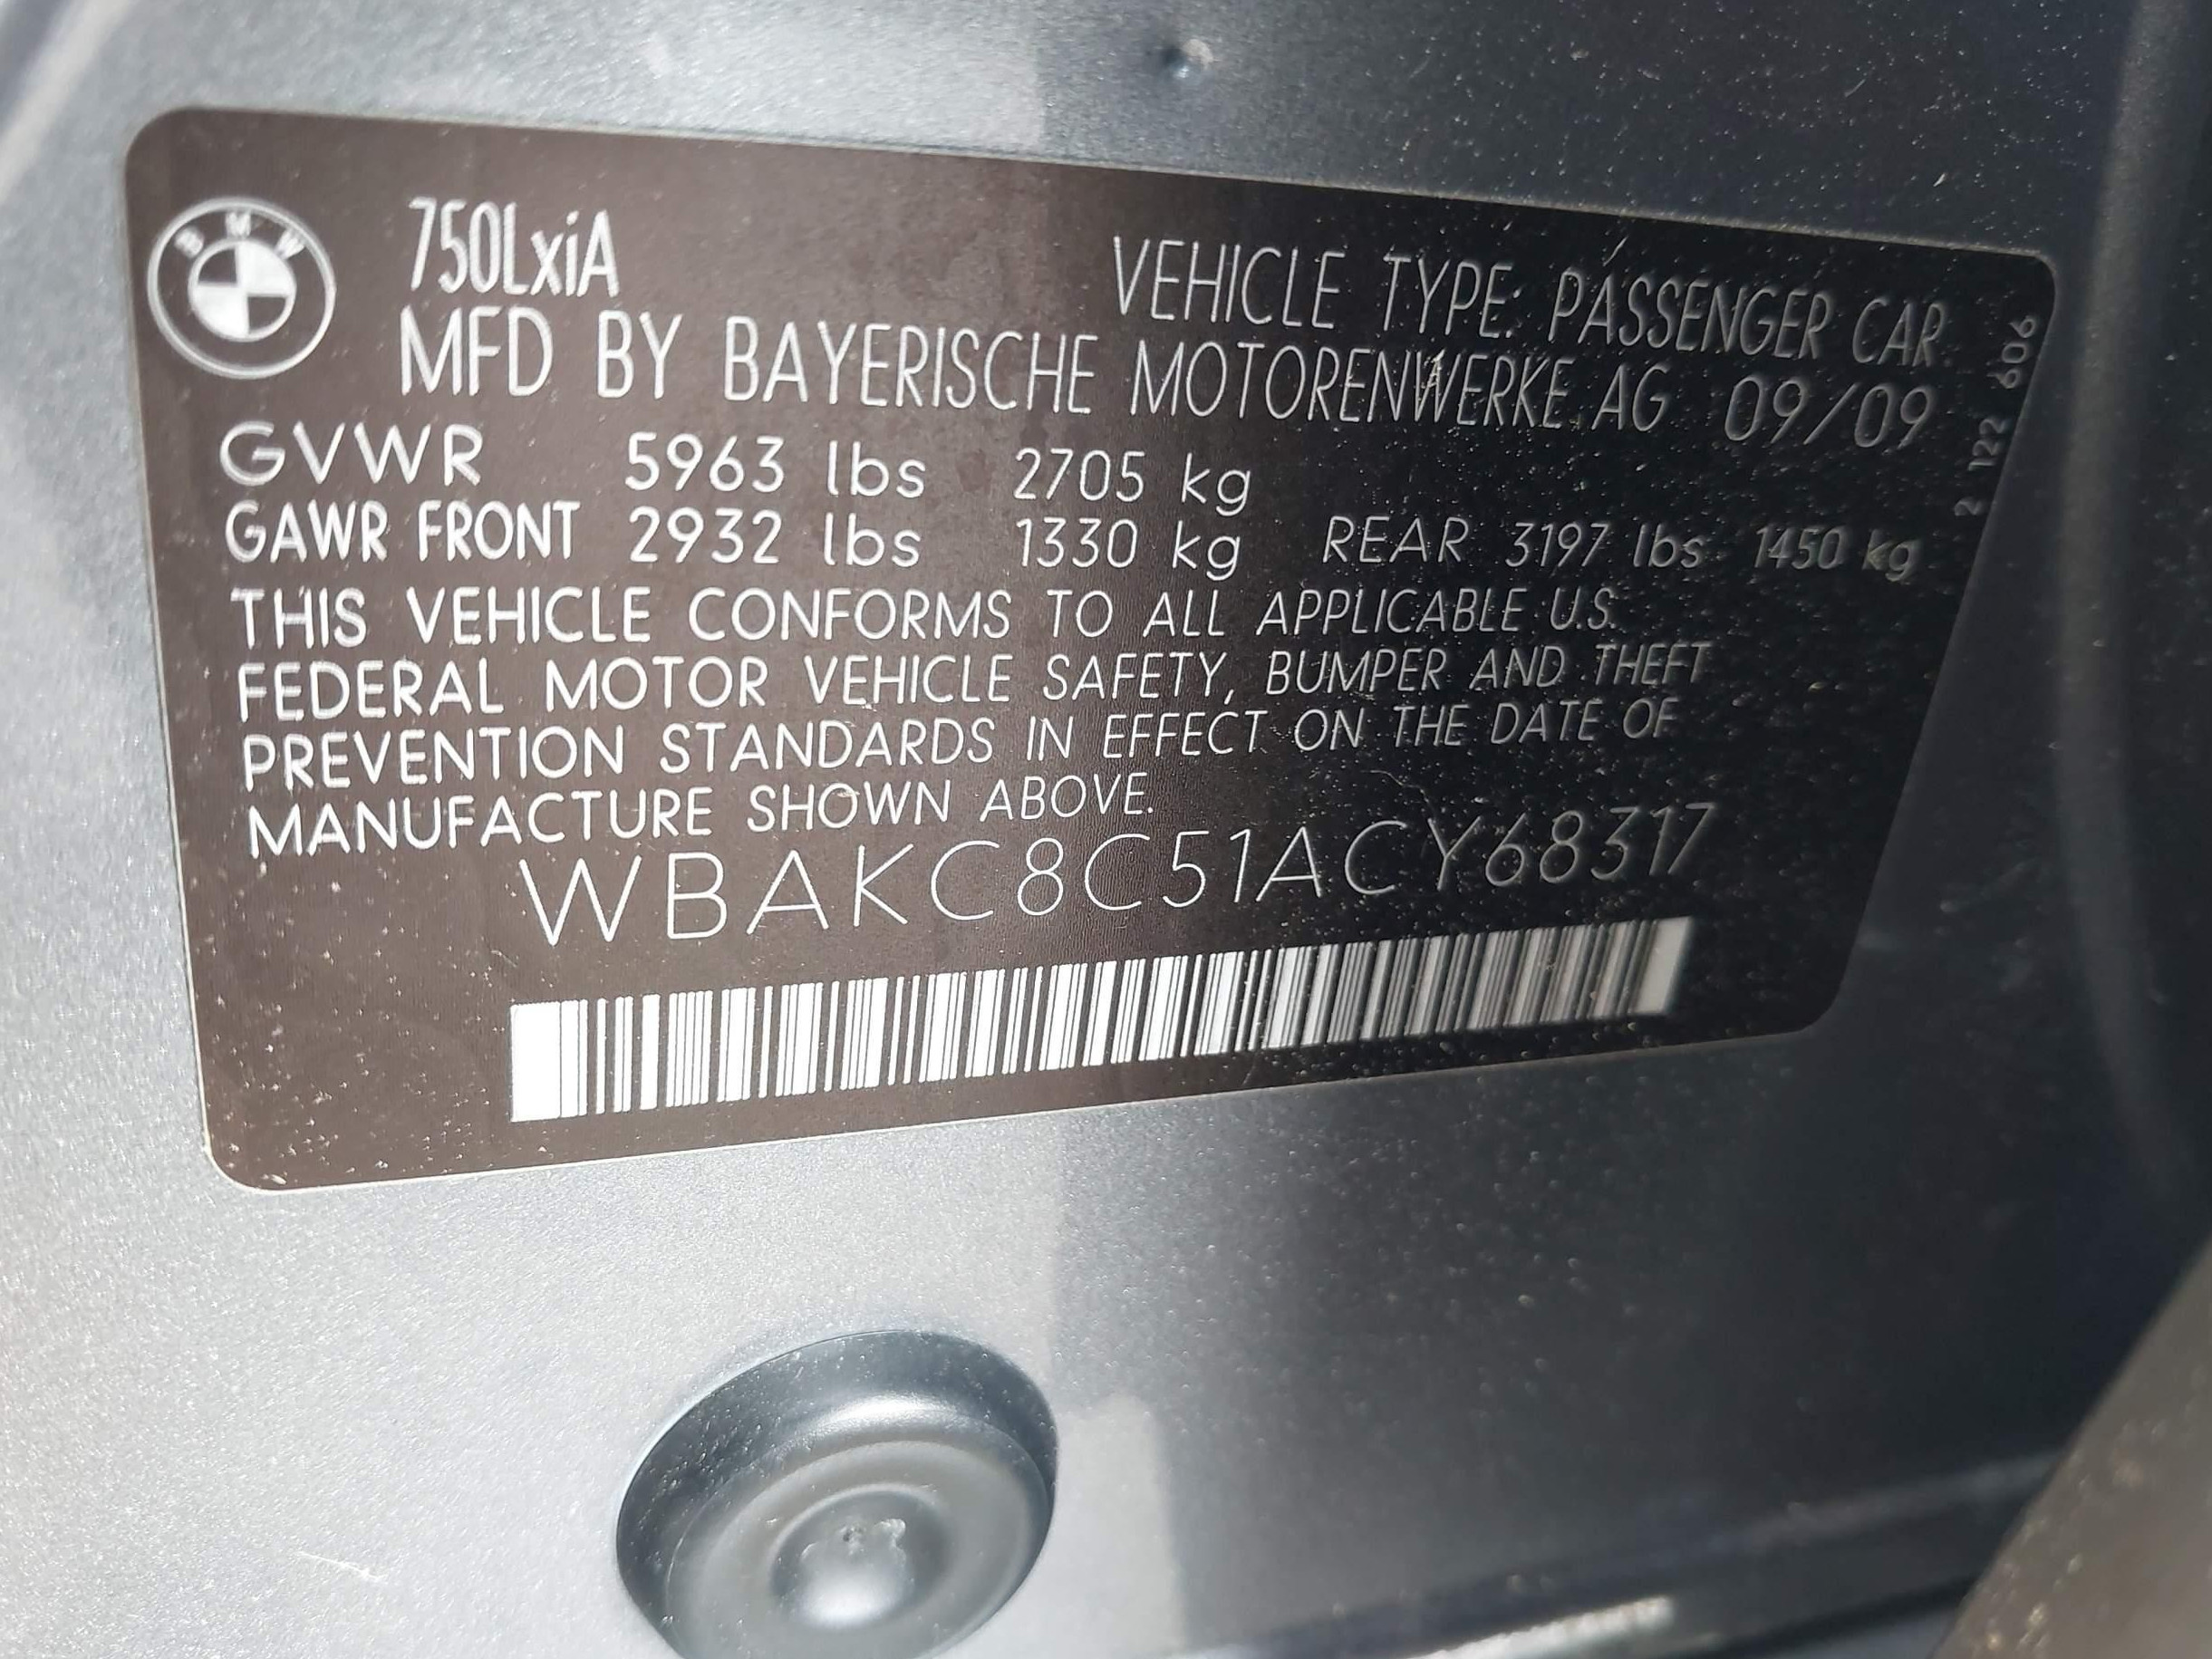 BMW
750LxiA
VEHICLE TYPE: PASSENGER CAR
MFD BY BAYERISCHE MOTORENWERKE AG 09/09
GVWR 5963 lbs 2705 kg
GAWR FRONT 2932 lbs 1330 kg REAR 3197 lbs 1450 kg
THIS VEHICLE CONFORMS TO ALL APPLICABLE U.S.
FEDERAL MOTOR VEHICLE SAFETY, BUMPER AND THEFT
PREVENTION STANDARDS IN EFFECT ON THE DATE OF
MANUFACTURE SHOWN ABOVE.
WBAKC8C51ACY68317
2 122 606